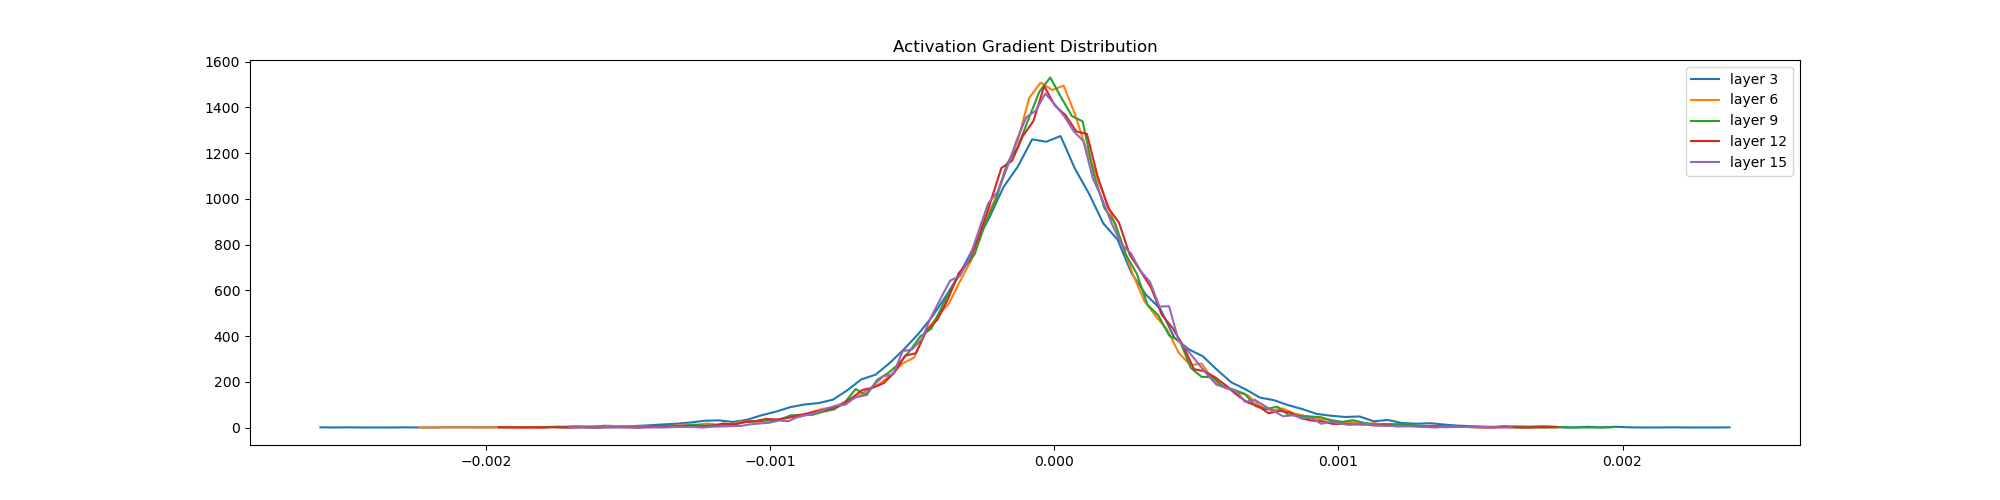 Activation Gradient Distribution
1600
1400
1200
1000
800
600
400
200
0
layer 3
layer 6
layer 9
layer 12
layer 15
−0.002 −0.001 0.000 0.001 0.002